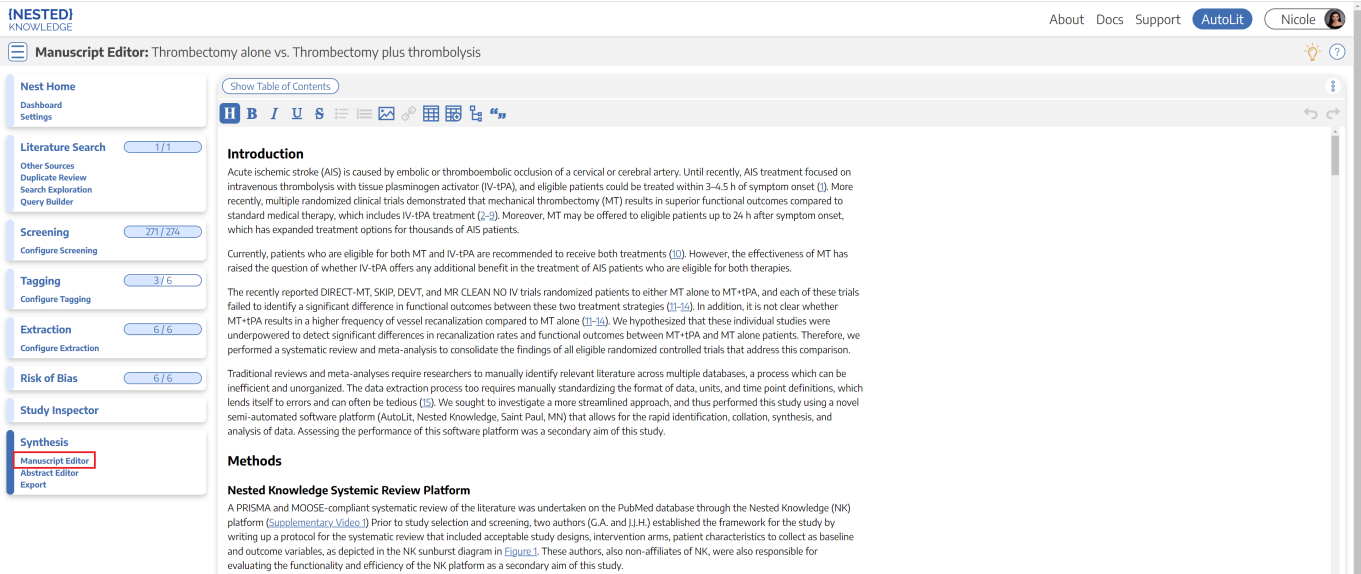 {NESTED}
KNOWLEDGE
About Docs Support AutoLit Nicole
Manuscript Editor: Thrombectomy alone vs. Thrombectomy plus thrombolysis
?
Nest Home
Dashboard
Settings
Literature Search 1 / 1
Other Sources
Duplicate Review
Search Exploration
Query Builder
Screening 271 / 274
Configure Screening
Tagging 3 / 6
Configure Tagging
Extraction 6 / 6
Configure Extraction
Risk of Bias 6 / 6
Study Inspector
Synthesis
Manuscript Editor
Abstract Editor
Export
Show Table of Contents
H B I U S
Introduction
Acute ischemic stroke (AIS) is caused by embolic or thromboembolic occlusion of a cervical or cerebral artery. Until recently, AIS treatment focused on
intravenous thrombolysis with tissue plasminogen activator (IV-tPA), and eligible patients could be treated within 3–4.5 h of symptom onset (1). More
recently, multiple randomized clinical trials demonstrated that mechanical thrombectomy (MT) results in superior functional outcomes compared to
standard medical therapy, which includes IV-tPA treatment (2–9). Moreover, MT may be offered to eligible patients up to 24 h after symptom onset,
which has expanded treatment options for thousands of AIS patients.
Currently, patients who are eligible for both MT and IV-tPA are recommended to receive both treatments (10). However, the effectiveness of MT has
raised the question of whether IV-tPA offers any additional benefit in the treatment of AIS patients who are eligible for both therapies.
The recently reported DIRECT-MT, SKIP, DEVT, and MR CLEAN NO IV trials randomized patients to either MT alone to MT+tPA, and each of these trials
failed to identify a significant difference in functional outcomes between these two treatment strategies (11–14). In addition, it is not clear whether
MT+tPA results in a higher frequency of vessel recanalization compared to MT alone (11–14). We hypothesized that these individual studies were
underpowered to detect significant differences in recanalization rates and functional outcomes between MT+tPA and MT alone patients. Therefore, we
performed a systematic review and meta-analysis to consolidate the findings of all eligible randomized controlled trials that address this comparison.
Traditional reviews and meta-analyses require researchers to manually identify relevant literature across multiple databases, a process which can be
inefficient and unorganized. The data extraction process too requires manually standardizing the format of data, units, and time point definitions, which
lends itself to errors and can often be tedious (15). We sought to investigate a more streamlined approach, and thus performed this study using a novel
semi-automated software platform (AutoLit, Nested Knowledge, Saint Paul, MN) that allows for the rapid identification, collation, synthesis, and
analysis of data. Assessing the performance of this software platform was a secondary aim of this study.
Methods
Nested Knowledge Systemic Review Platform
A PRISMA and MOOSE-compliant systematic review of the literature was undertaken on the PubMed database through the Nested Knowledge (NK)
platform (Supplementary Video 1) Prior to study selection and screening, two authors (G.A. and J.J.H.) established the framework for the study by
writing up a protocol for the systematic review that included acceptable study designs, intervention arms, patient characteristics to collect as baseline
and outcome variables, as depicted in the NK sunburst diagram in Figure 1. These authors, also non-affiliates of NK, were also responsible for
evaluating the functionality and efficiency of the NK platform as a secondary aim of this study.